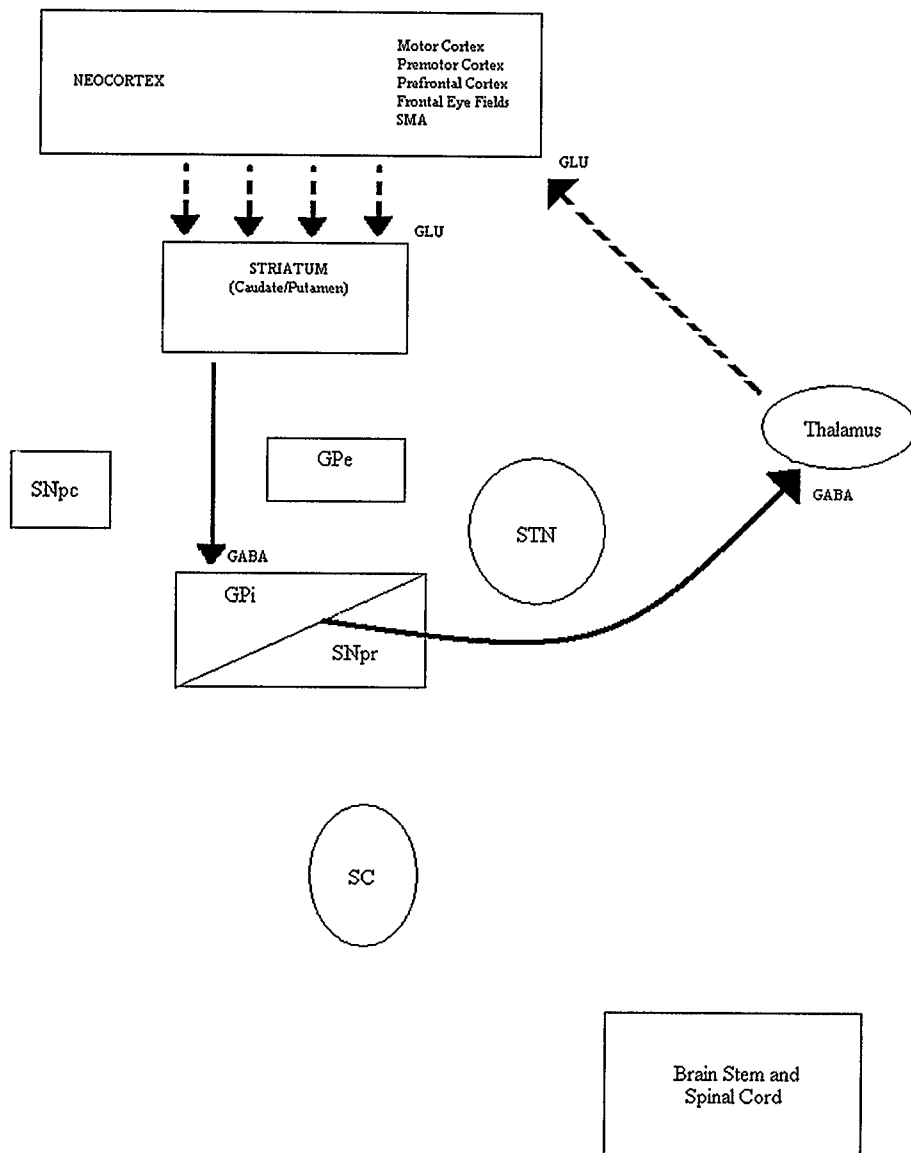 Motor Cortex
Premotor Cortex
NEOCORTEX
Prefrontal Cortex
Frontal Eye Fields
SMA
GLU
GLU
STRIATUM
(Caudate/Putamen)
Thalamus
GPe
SNpc
GABA
STN
GABA
GPi
SNpr
SC
Brain Stem and
Spinal Cord